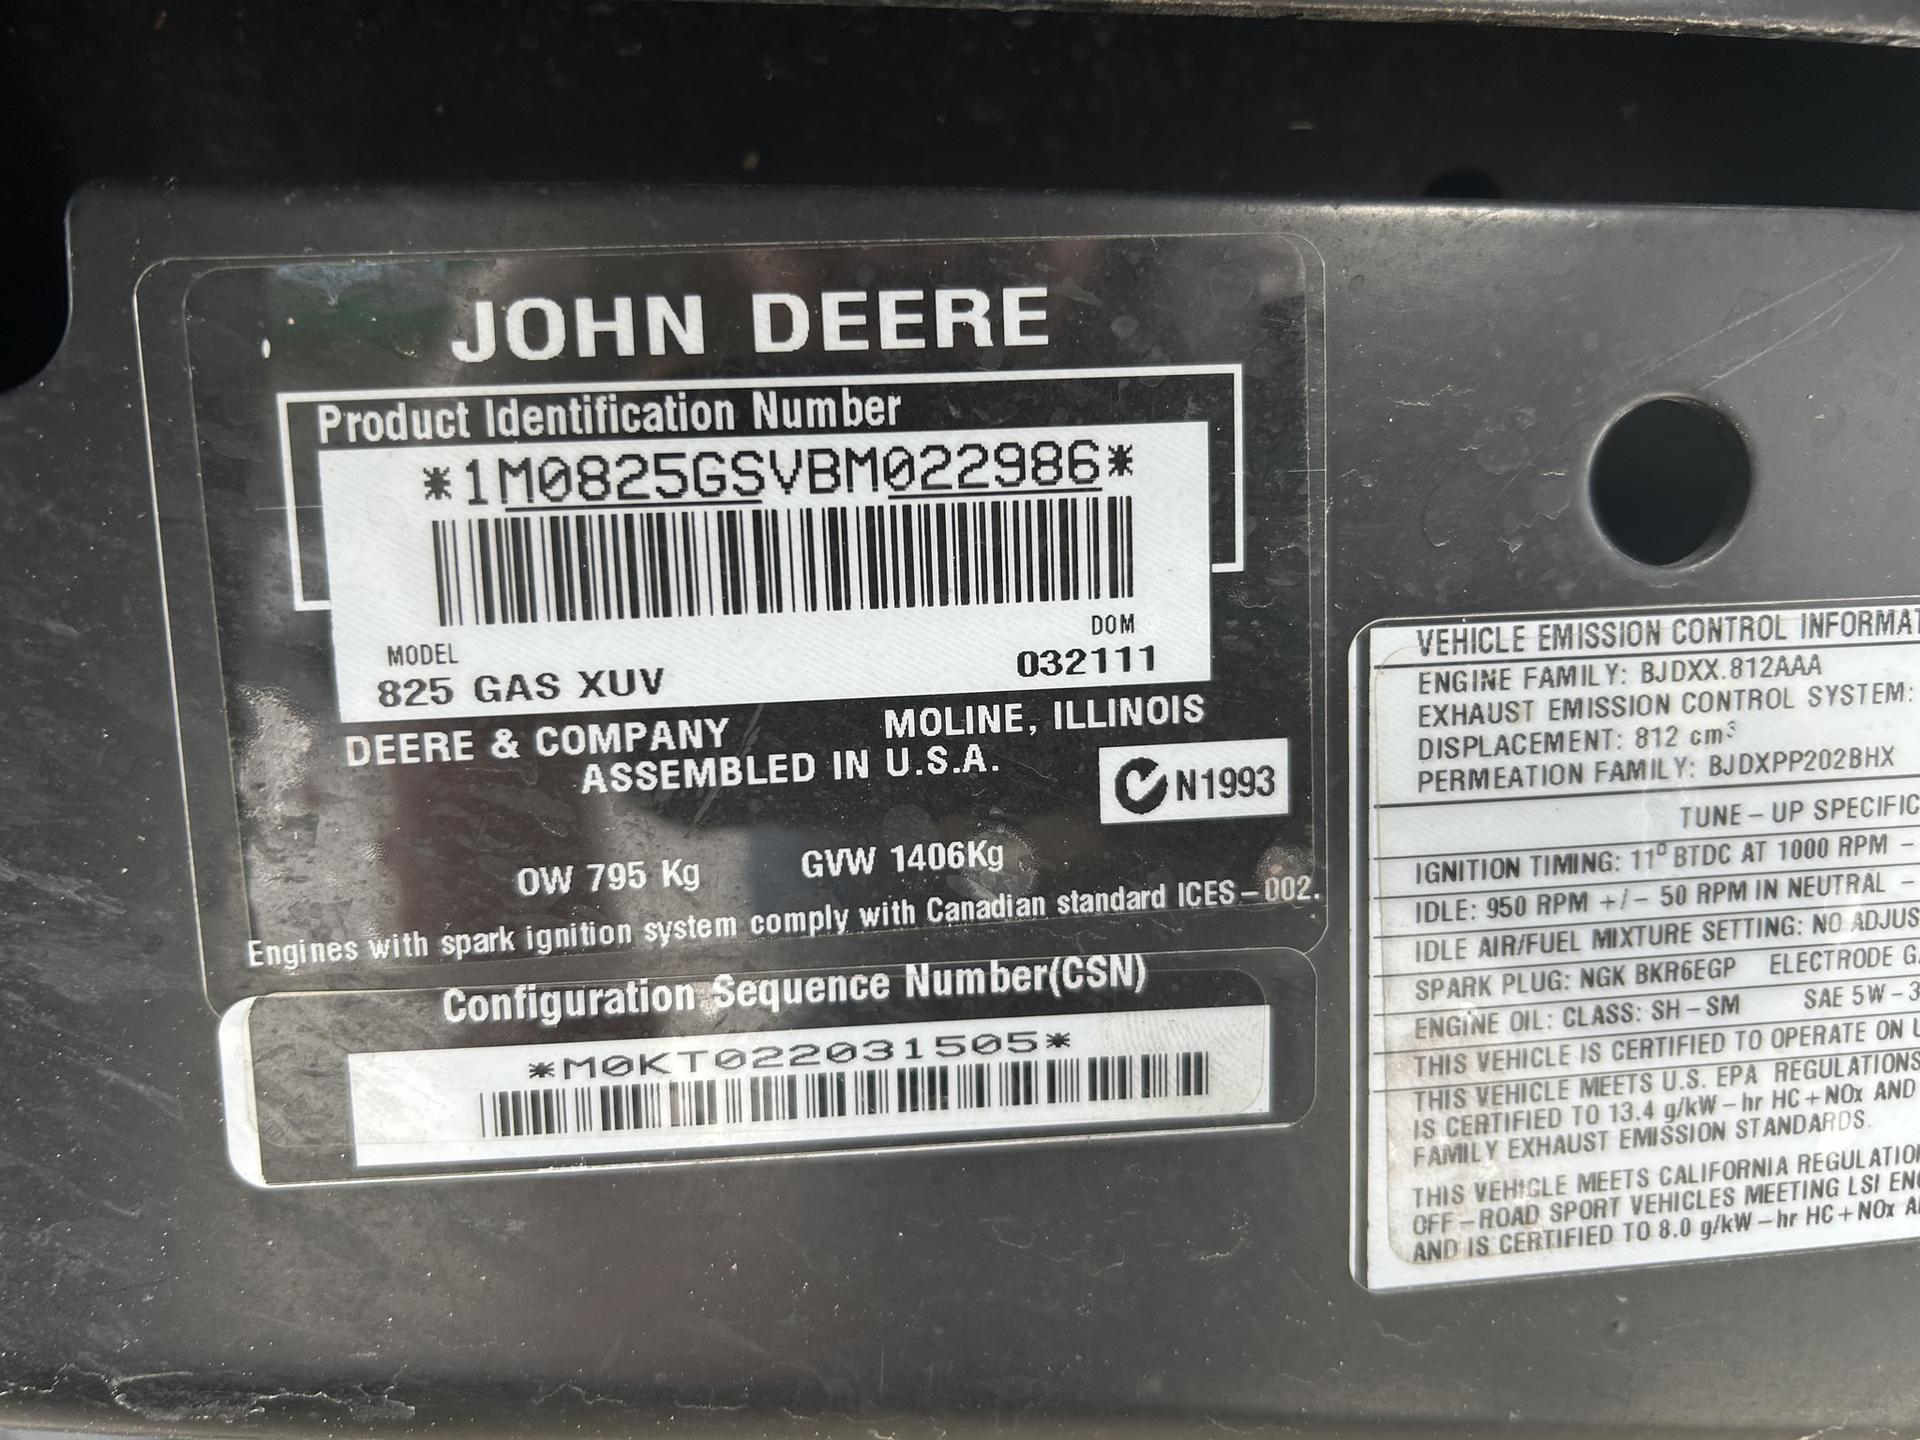 JOHN DEERE
Product Identification Number
*1M0825GSVBM022986*
MODEL
DOM
825 GAS XUV
032111
DEERE & COMPANY
MOLINE, ILLINOIS
ASSEMBLED IN U.S.A.
N1993
OW 795 Kg
GVW 1406Kg
Engines with spark ignition system comply with Canadian standard ICES-002.
Configuration Sequence Number(CSN)
*M0KT022031505*
VEHICLE EMISSION CONTROL INFORMAT
ENGINE FAMILY: BJDXX.812AAA
EXHAUST EMISSION CONTROL SYSTEM:
DISPLACEMENT: 812 cm³
PERMEATION FAMILY: BJDXPP202BHX
TUNE-UP SPECIFIC
IGNITION TIMING: 11° BTDC AT 1000 RPM -
IDLE: 950 RPM +/- 50 RPM IN NEUTRAL -
IDLE AIR/FUEL MIXTURE SETTING: NO ADJUS
SPARK PLUG: NGK BKR6EGP ELECTRODE GA
ENGINE OIL: CLASS: SH-SM SAE 5W-3
THIS VEHICLE IS CERTIFIED TO OPERATE ON U
THIS VEHICLE MEETS U.S. EPA REGULATIONS
IS CERTIFIED TO 13.4 g/kW-hr HC+NOx AND
FAMILY EXHAUST EMISSION STANDARDS.
THIS VEHICLE MEETS CALIFORNIA REGULATION
OFF-ROAD SPORT VEHICLES MEETING LSI ENG
AND IS CERTIFIED TO 8.0 g/kW-hr HC+NOx A